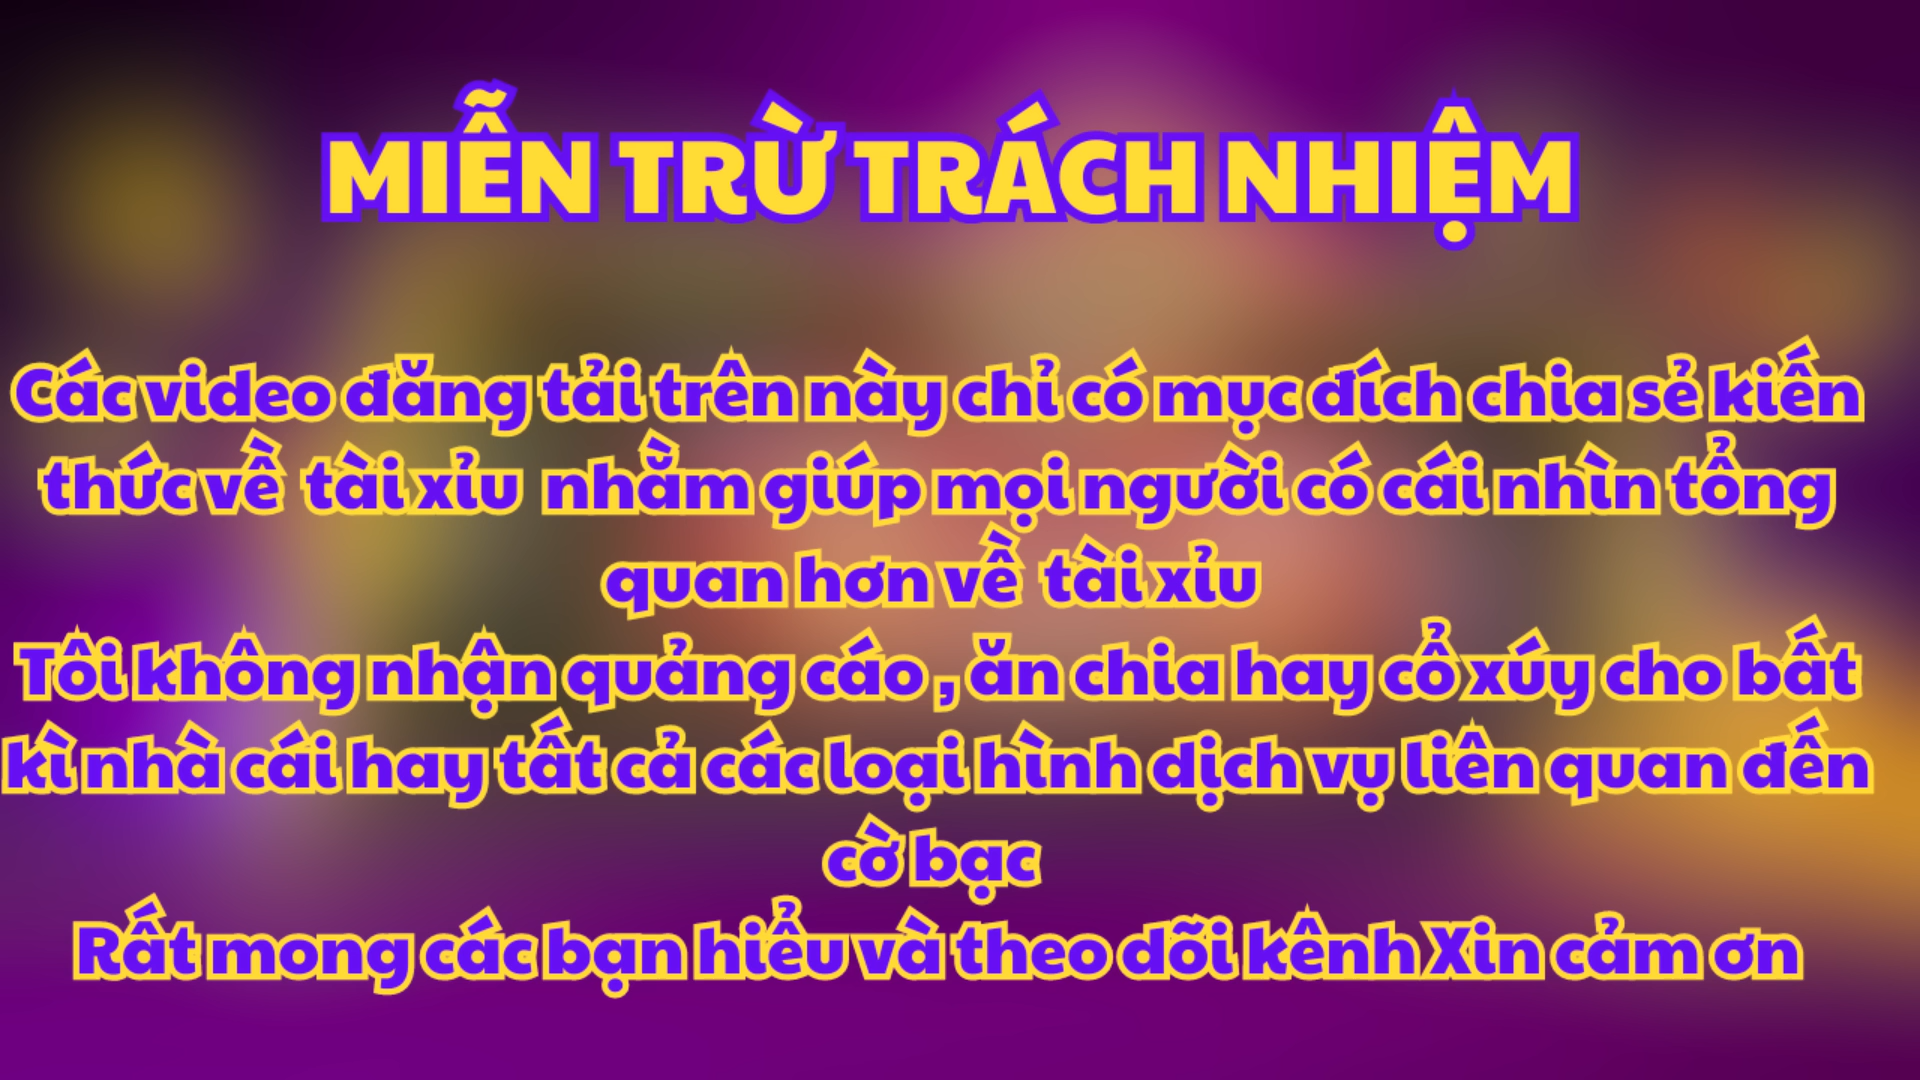 MIỄN TRỪ TRÁCH NHIỆM
Các video đăng tải trên này chỉ có mục đích chia sẻ kiến
thức về tài xỉu nhằm giúp mọi người có cái nhìn tổng
quan hơn về tài xỉu
Tôi không nhận quảng cáo , ăn chia hay cổ xúy cho bất
kì nhà cái hay tất cả các loại hình dịch vụ liên quan đến
cờ bạc
Rất mong các bạn hiểu và theo dõi kênh Xin cảm ơn